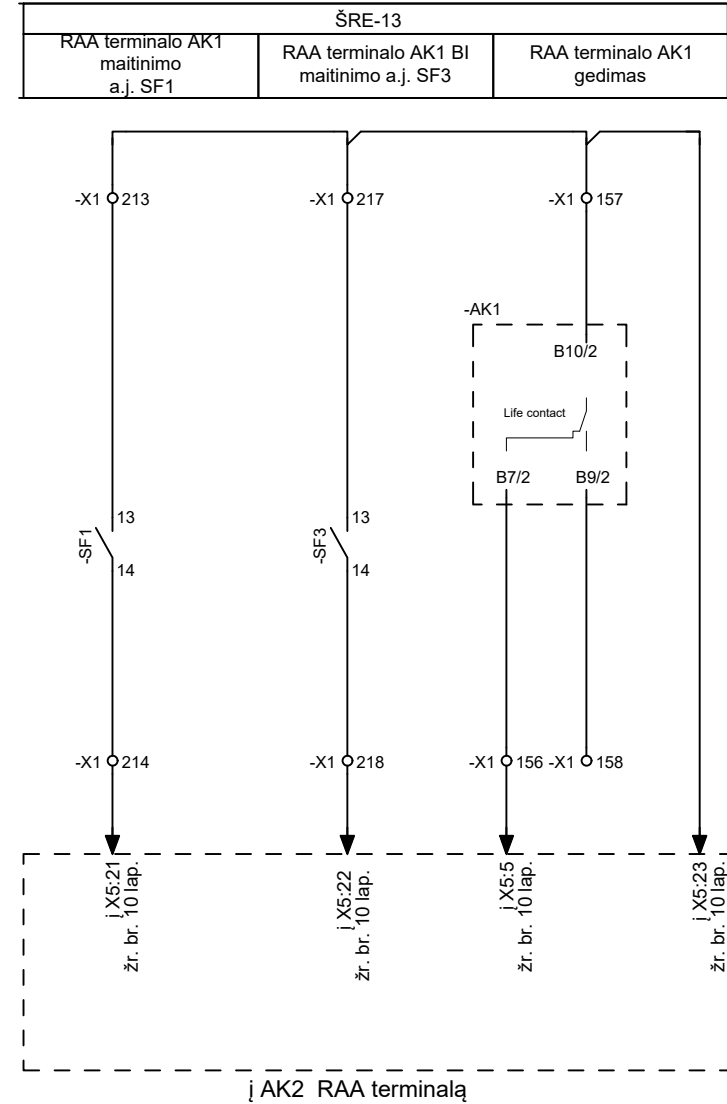 ŠRE-13
RAA terminalo AK1
maitinimo
a.j. SF1
RAA terminalo AK1 BI
maitinimo a.j. SF3
RAA terminalo AK1
gedimas
-X1 213
-X1 217
-X1 157
-AK1
B10/2
Life contact
B7/2
B9/2
-SF1
13
14
-SF3
13
14
-X1 214
-X1 218
-X1 156
-X1 158
į X5:21
žr. br. 10 lap.
į X5:22
žr. br. 10 lap.
į X5:5
žr. br. 10 lap.
į X5:23
žr. br. 10 lap.
į AK2 RAA terminalą